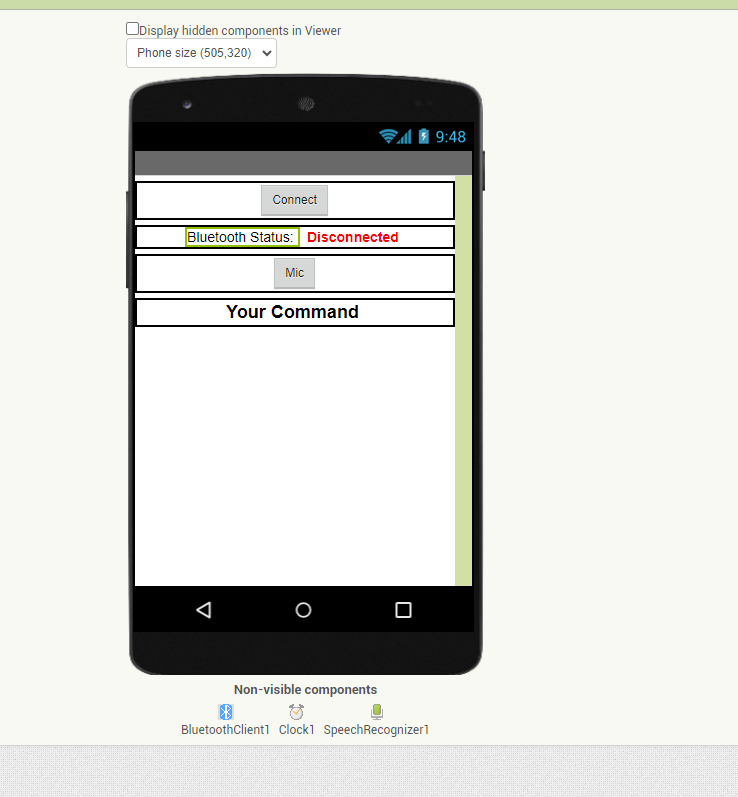 Display hidden components in Viewer
Phone size (505,320)
9:48
Connect
Bluetooth Status: Disconnected
Mic
Your Command
Non-visible components
BluetoothClient1 Clock1 SpeechRecognizer1